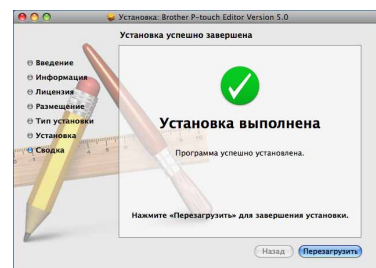 Установка: Brother P-touch Editor Version 5.0
Установка успешно завершена
Введение
Информация
Лицензия
Размещение
Тип установки
Установка
Сводка
Установка выполнена
Программа успешно установлена.
Нажмите «Перезагрузить» для завершения установки.
Назад
Перезагрузить